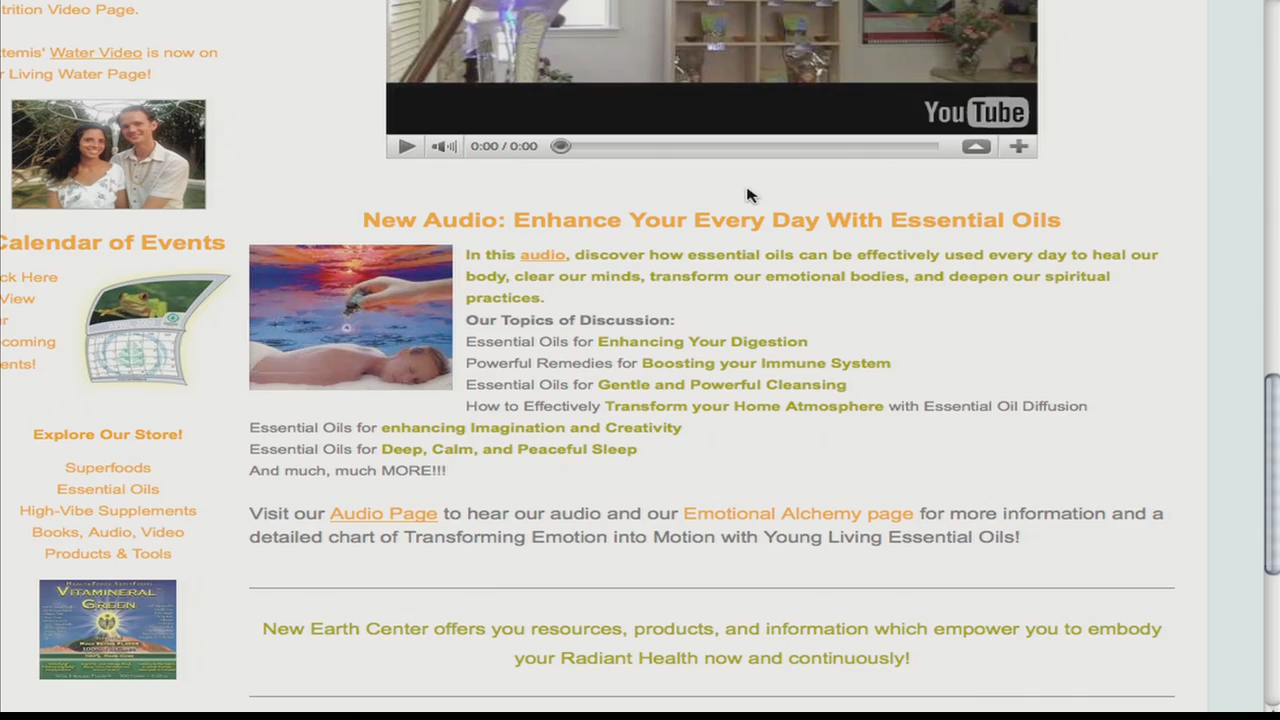 trition Video Page.
temis' Water Video is now on
r Living Water Page!
Calendar of Events
ck Here
View
r
coming
ents!
Explore Our Store!
Superfoods
Essential Oils
High-Vibe Supplements
Books, Audio, Video
Products & Tools
VITAMINERAL
GREEN
YouTube
0:00 / 0:00
New Audio: Enhance Your Every Day With Essential Oils
In this audio, discover how essential oils can be effectively used every day to heal our
body, clear our minds, transform our emotional bodies, and deepen our spiritual
practices.
Our Topics of Discussion:
Essential Oils for Enhancing Your Digestion
Powerful Remedies for Boosting your Immune System
Essential Oils for Gentle and Powerful Cleansing
How to Effectively Transform your Home Atmosphere with Essential Oil Diffusion
Essential Oils for enhancing Imagination and Creativity
Essential Oils for Deep, Calm, and Peaceful Sleep
And much, much MORE!!!
Visit our Audio Page to hear our audio and our Emotional Alchemy page for more information and a
detailed chart of Transforming Emotion into Motion with Young Living Essential Oils!
New Earth Center offers you resources, products, and information which empower you to embody
your Radiant Health now and continuously!